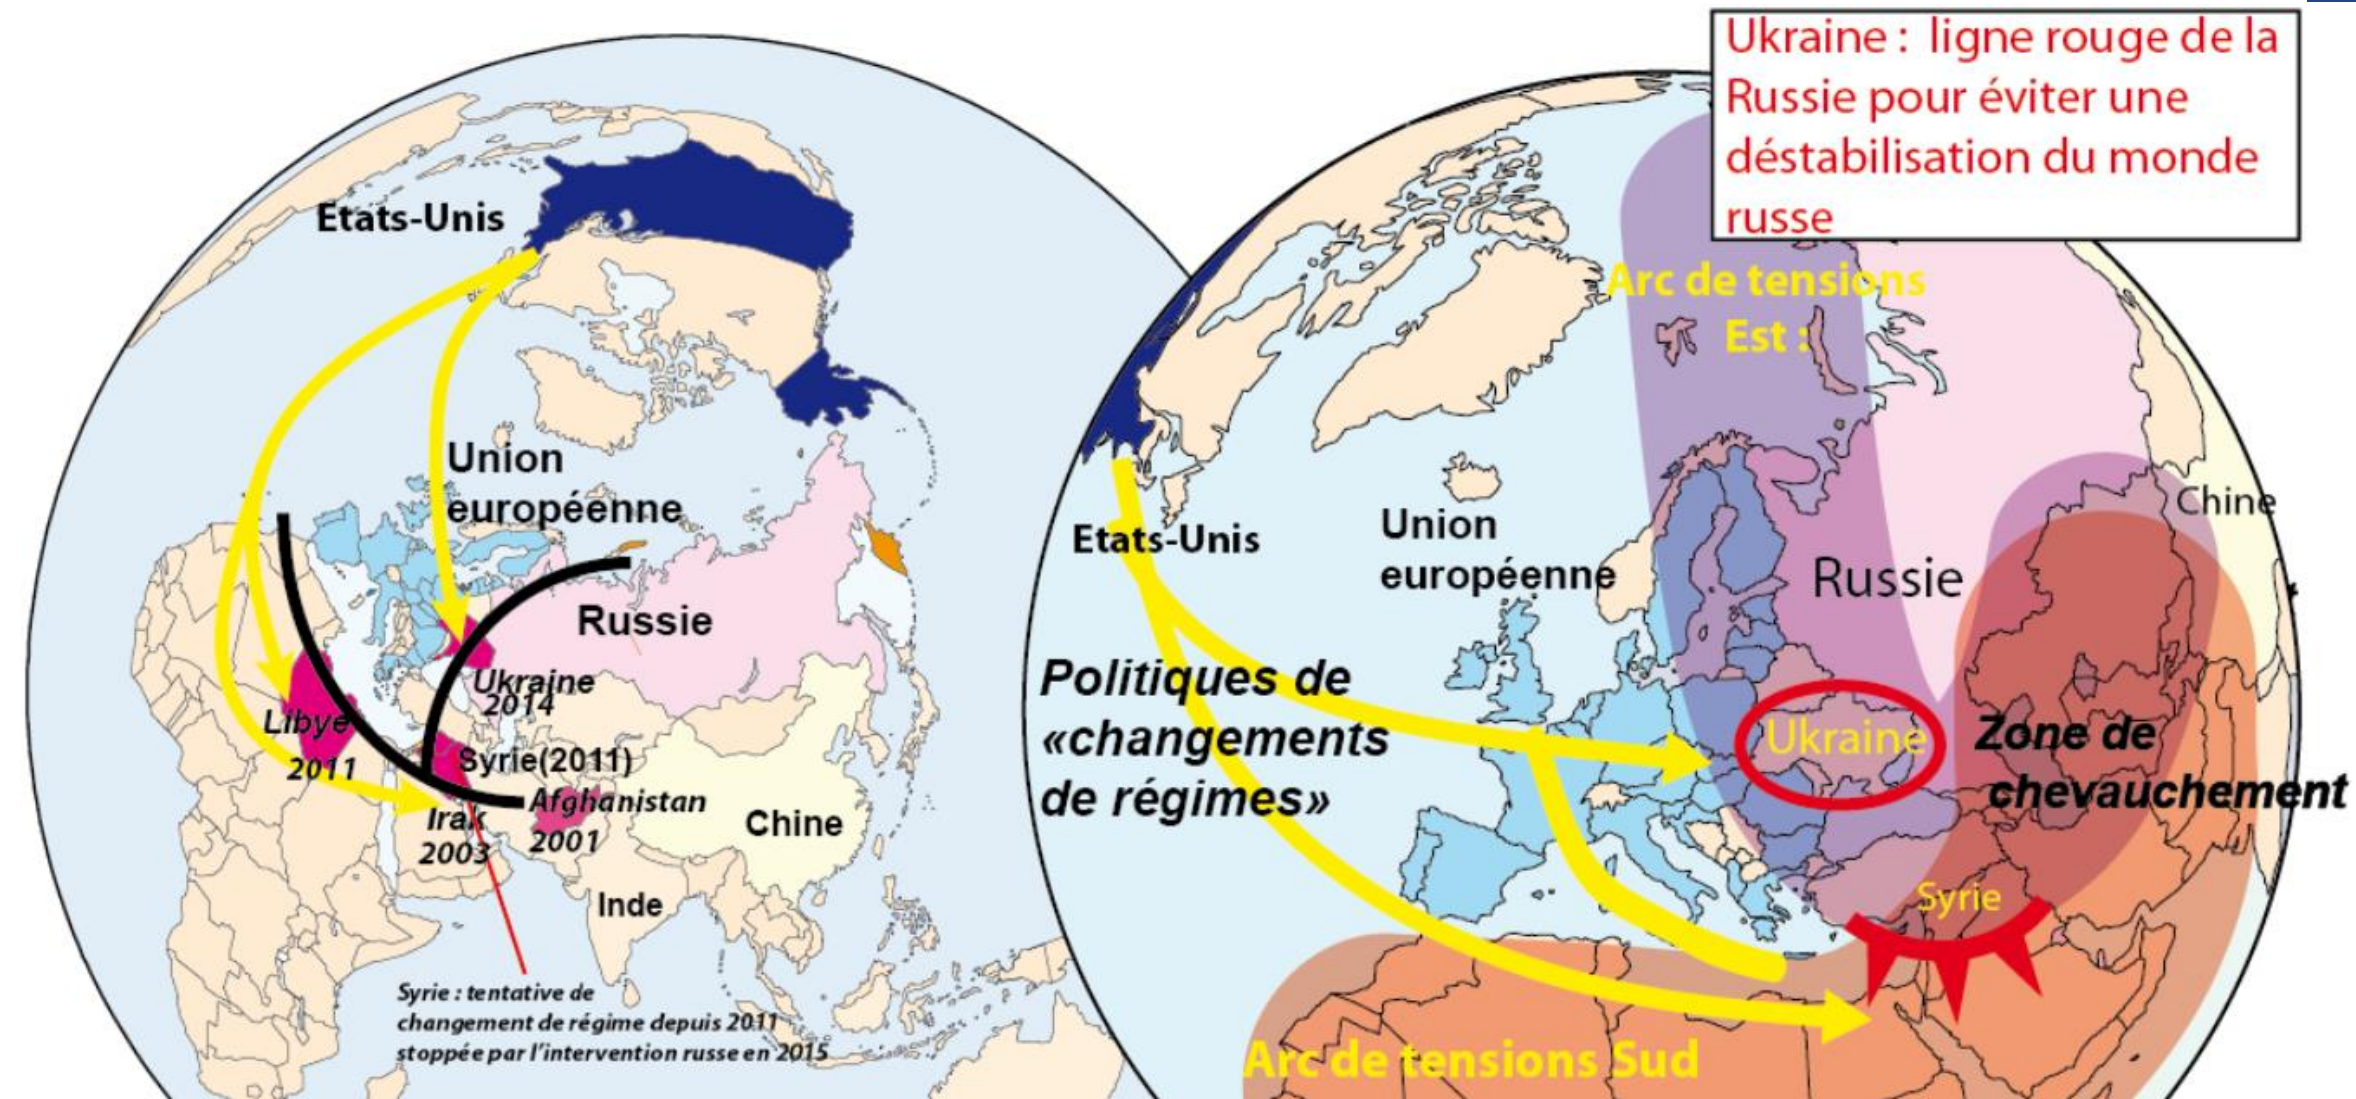 Etats-Unis
Union
européenne
Russie
Ukraine
2014
Libye
2011
Syrie(2011)
Afghanistan
2001
Irak
2003
Chine
Inde
Syrie : tentative de
changement de régime depuis 2011
stoppée par l'intervention russe en 2015
Ukraine : ligne rouge de la
Russie pour éviter une
déstabilisation du monde
russe
Arc de tensions
Est :
Chine
Etats-Unis
Union
européenne
Russie
Politiques de
«changements
de régimes»
Ukraine
Zone de
chevauchement
Syrie
Arc de tensions Sud